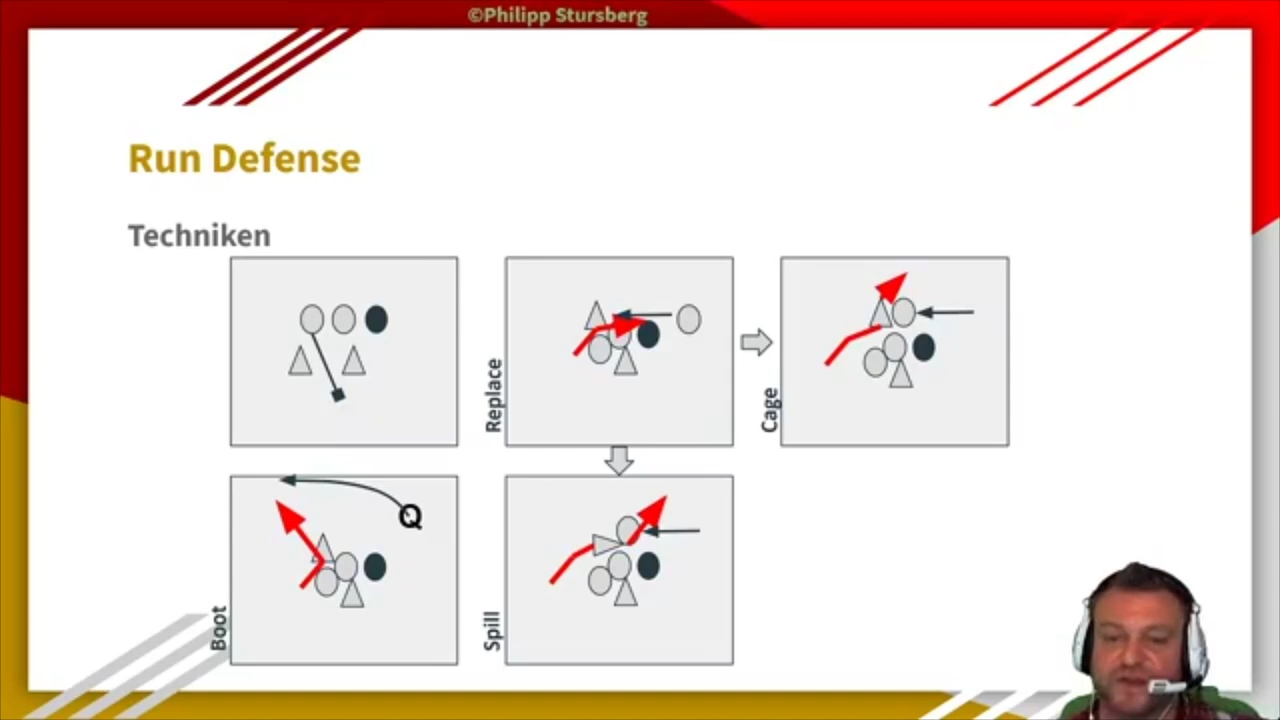 ©Philipp Stursberg
Run Defense
Techniken
Replace
Cage
Boot
Q
Spill